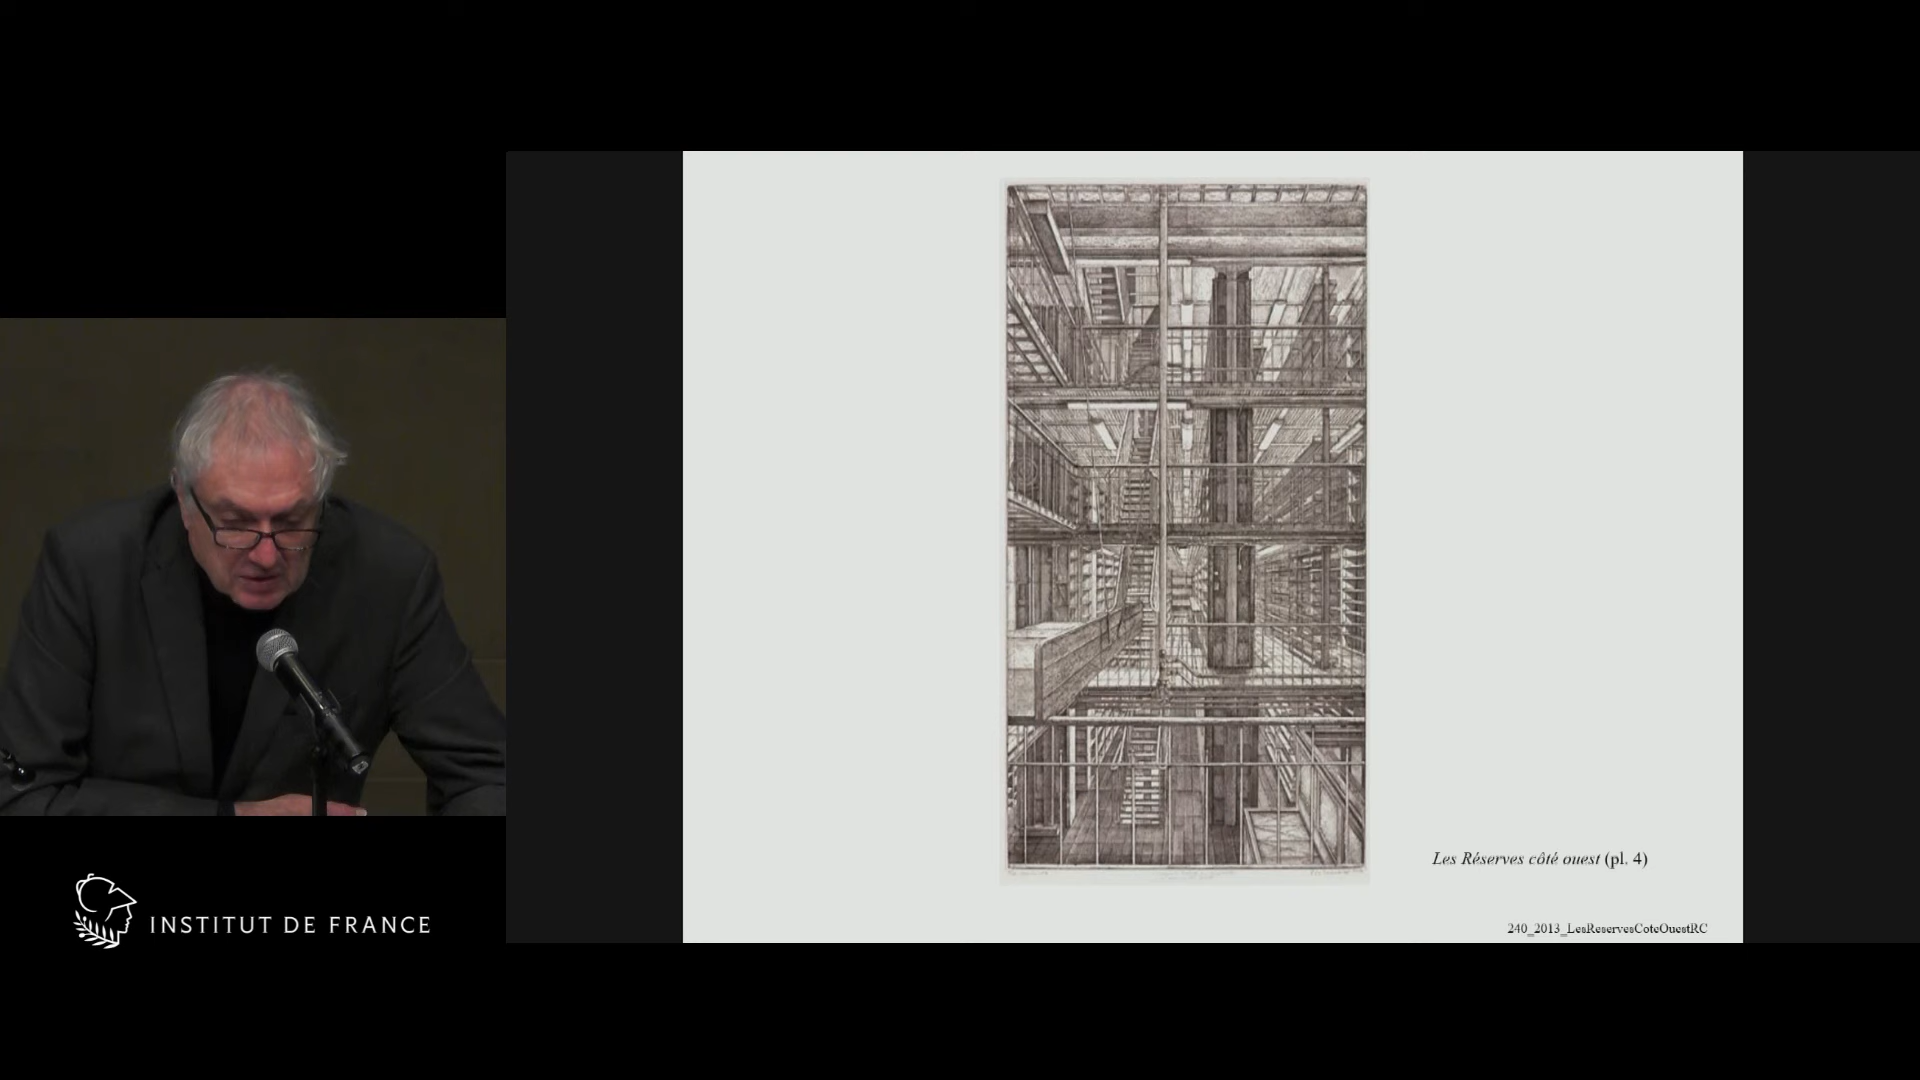 INSTITUT DE FRANCE
Les Réserves côté ouest (pl. 4)
240_2013_LesReservesCoteOuestRC